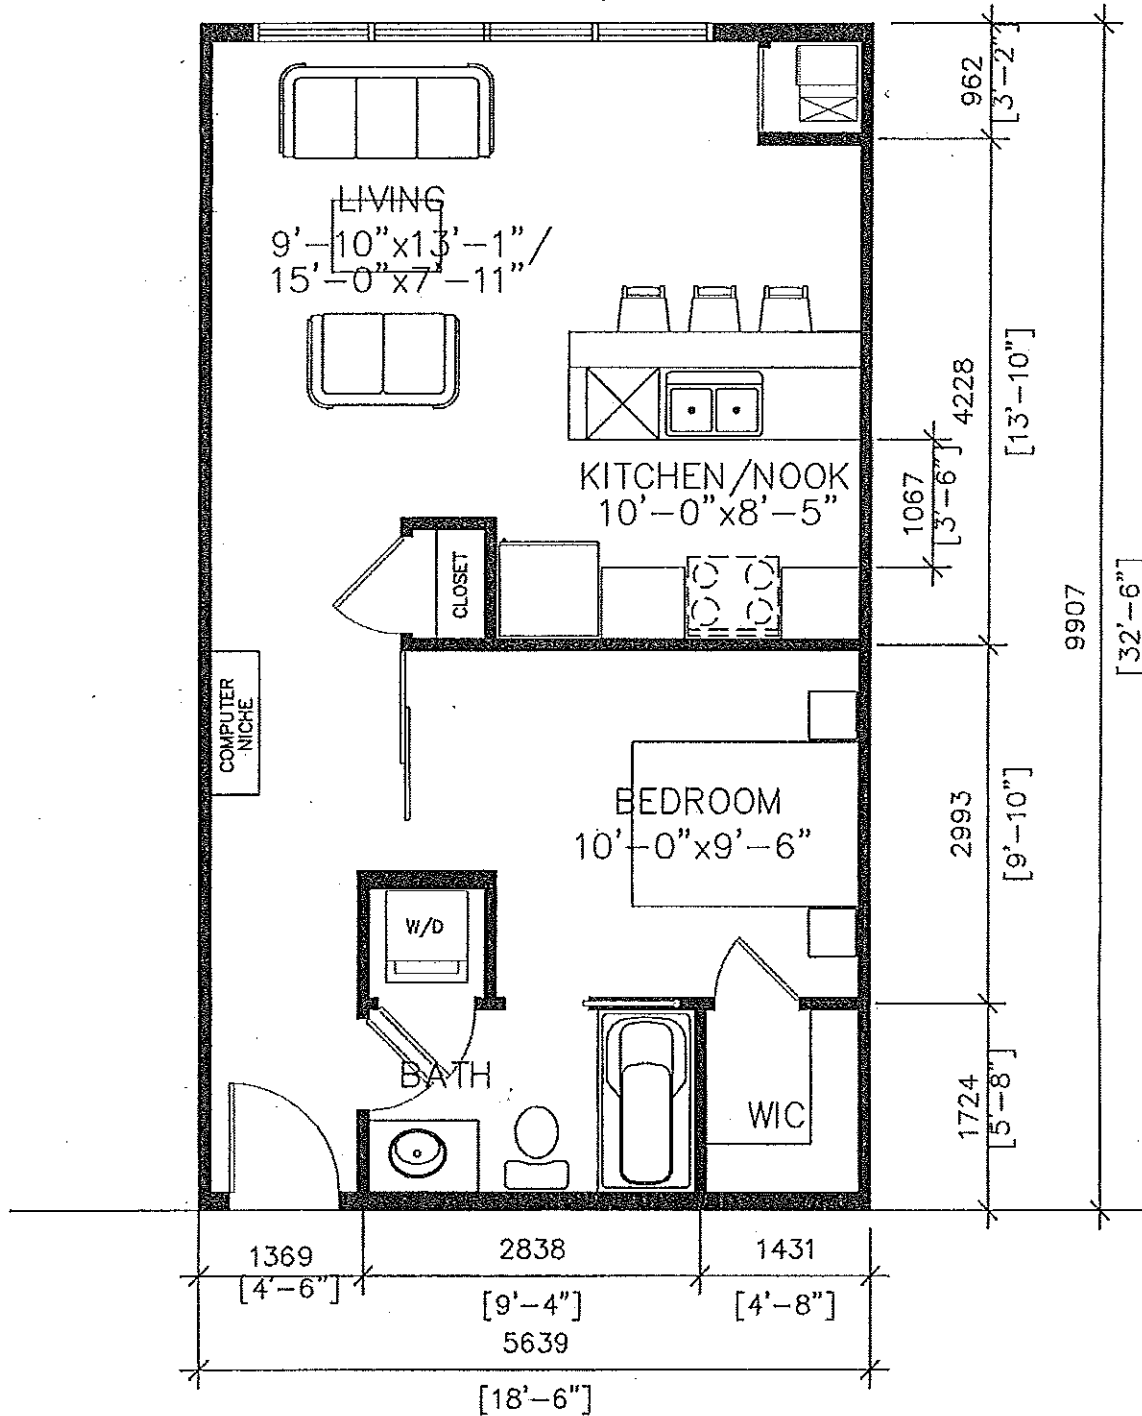 962
[3'-2"]
LIVING
9'-10"x13'-1"/
15'-0"x7'-11"
4228
[13'-10"]
KITCHEN/NOOK
10'-0"x8'-5"
1067
[3'-6"]
CLOSET
9907
[32'-6"]
COMPUTER
NICHE
BEDROOM
10'-0"x9'-6"
2993
[9'-10"]
W/D
BATH
WIC
1724
[5'-8"]
1369
[4'-6"]
2838
[9'-4"]
1431
[4'-8"]
5639
[18'-6"]